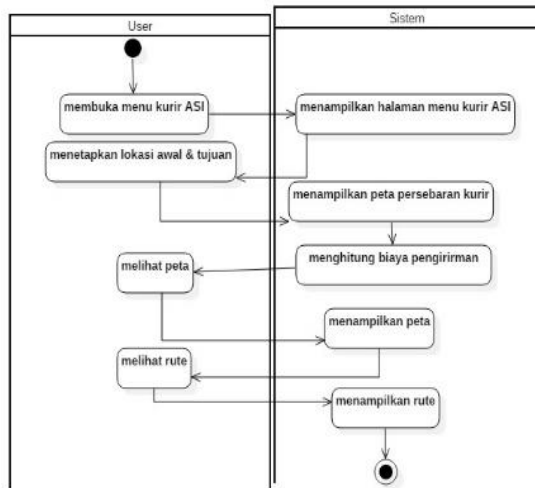 User
Sistem
membuka menu kurir ASI
menampilkan halaman menu kurir ASI
menetapkan lokasi awal & tujuan
menampilkan peta persebaran kurir
menghitung biaya pengirirman
melihat peta
menampilkan peta
melihat rute
menampilkan rute